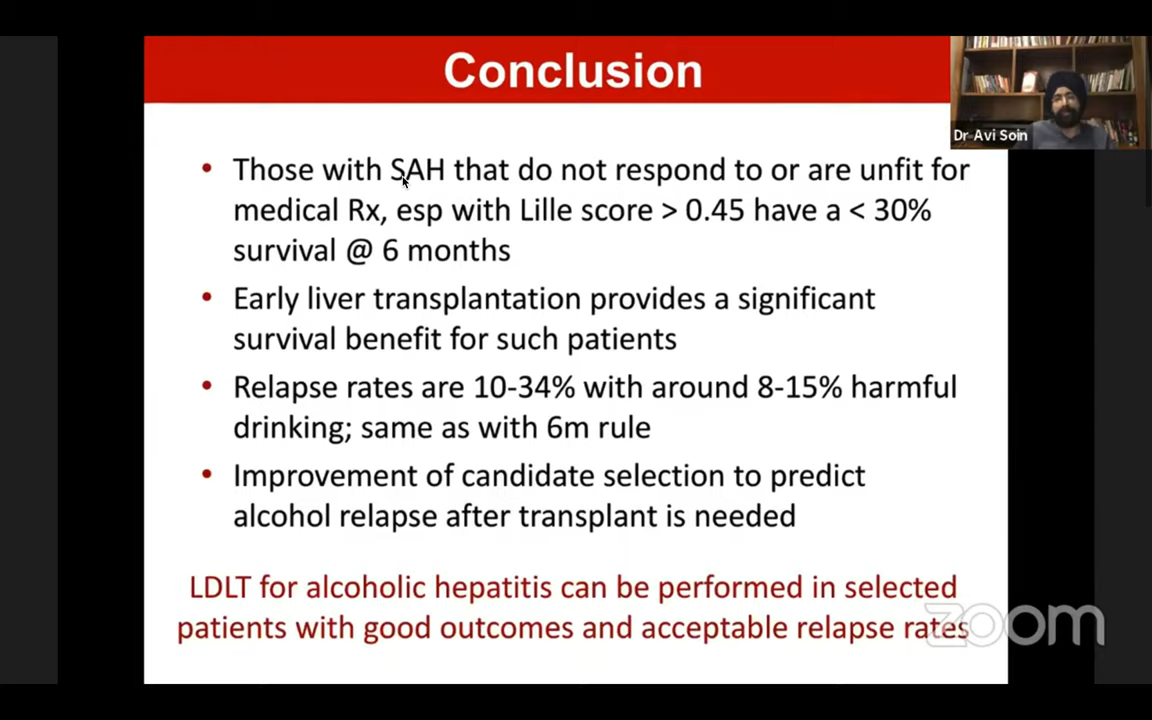 Conclusion
Dr Avi Soin
• Those with SAH that do not respond to or are unfit for
medical Rx, esp with Lille score > 0.45 have a < 30%
survival @ 6 months
• Early liver transplantation provides a significant
survival benefit for such patients
• Relapse rates are 10-34% with around 8-15% harmful
drinking; same as with 6m rule
• Improvement of candidate selection to predict
alcohol relapse after transplant is needed
LDLT for alcoholic hepatitis can be performed in selected
patients with good outcomes and acceptable relapse rates
zoom